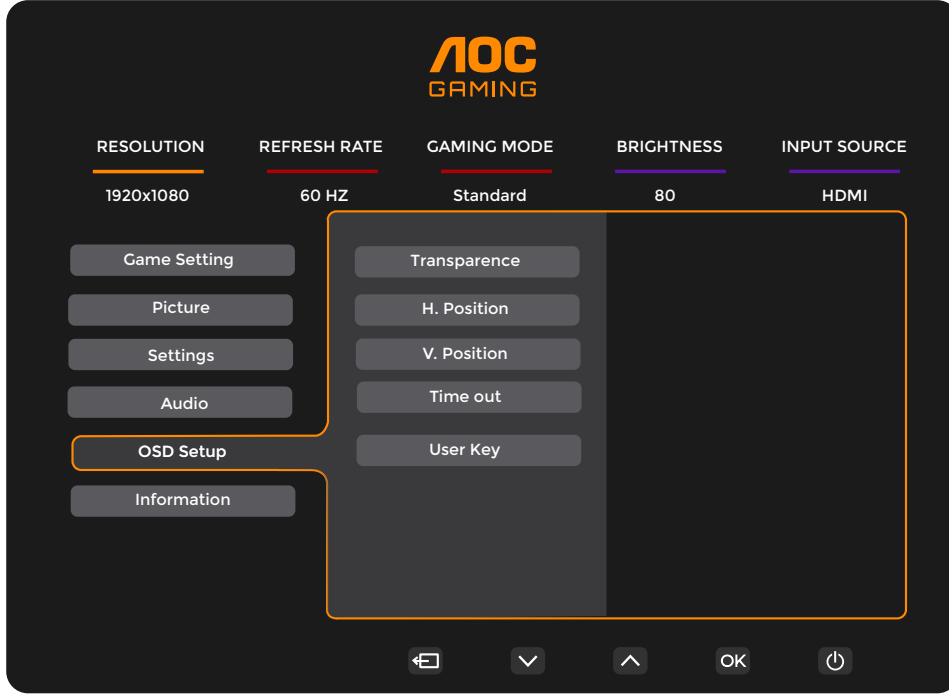 AOC
GAMING
RESOLUTION REFRESH RATE GAMING MODE BRIGHTNESS INPUT SOURCE
1920x1080 60 HZ Standard 80 HDMI
Game Setting Transparence
Picture H. Position
Settings V. Position
Audio Time out
OSD Setup User Key
Information
OK